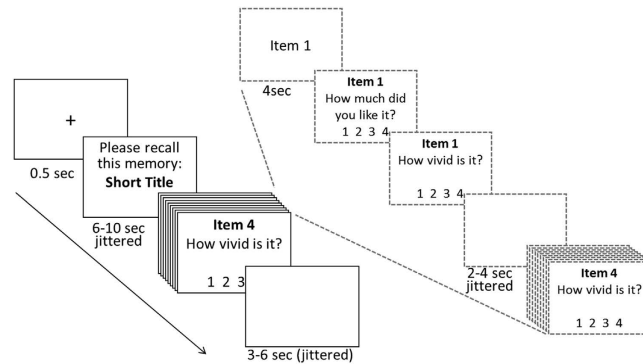 +
0.5 sec
Please recall
this memory:
Short Title
6-10 sec
jittered
Item 4
How vivid is it?
1 2 3
3-6 sec (jittered)
Item 1
4sec
Item 1
How much did
you like it?
1 2 3 4
Item 1
How vivid is it?
1 2 3 4
2-4 sec
jittered
Item 4
How vivid is it?
1 2 3 4